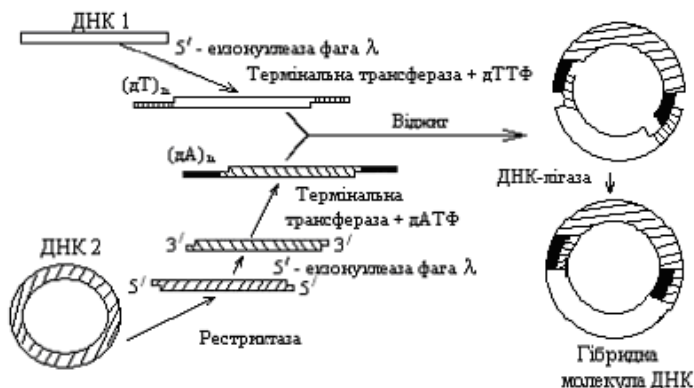 ДНК 1
5' - екзонуклеаза фага λ
Термінальна трансфераза + дТТФ
(дТ)n
Віджиг
(дА)n
ДНК-лігаза
Термінальна
трансфераза + дАТФ
ДНК 2
3' 3'
5' - екзонуклеаза фага λ
5' 5'
Рестриктаза
Гібридна
молекула ДНК